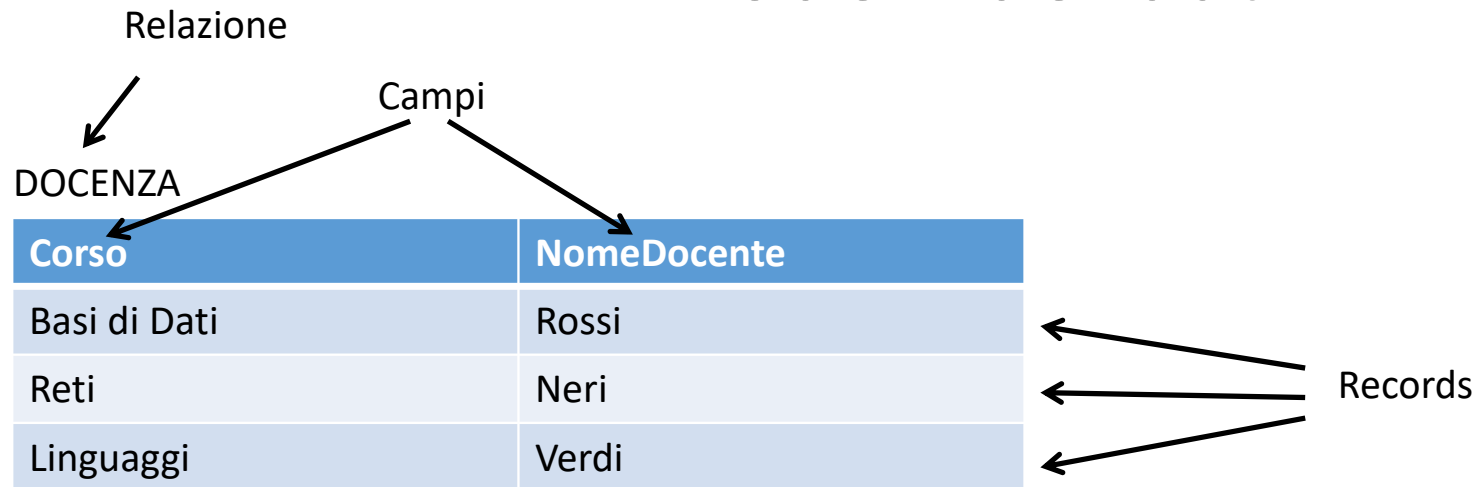 Relazione
Campi
DOCENZA
Corso NomeDocente
Basi di Dati Rossi
Reti Neri
Records
Linguaggi Verdi